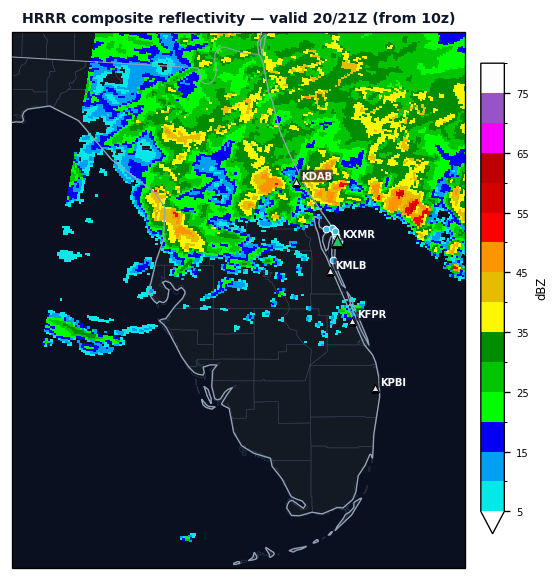 HRRR composite reflectivity — valid 20/21Z (from 10z)
KDAB
KXMR
KMLB
KFPR
KPBI
75
65
55
45
35
25
15
5
dBZ